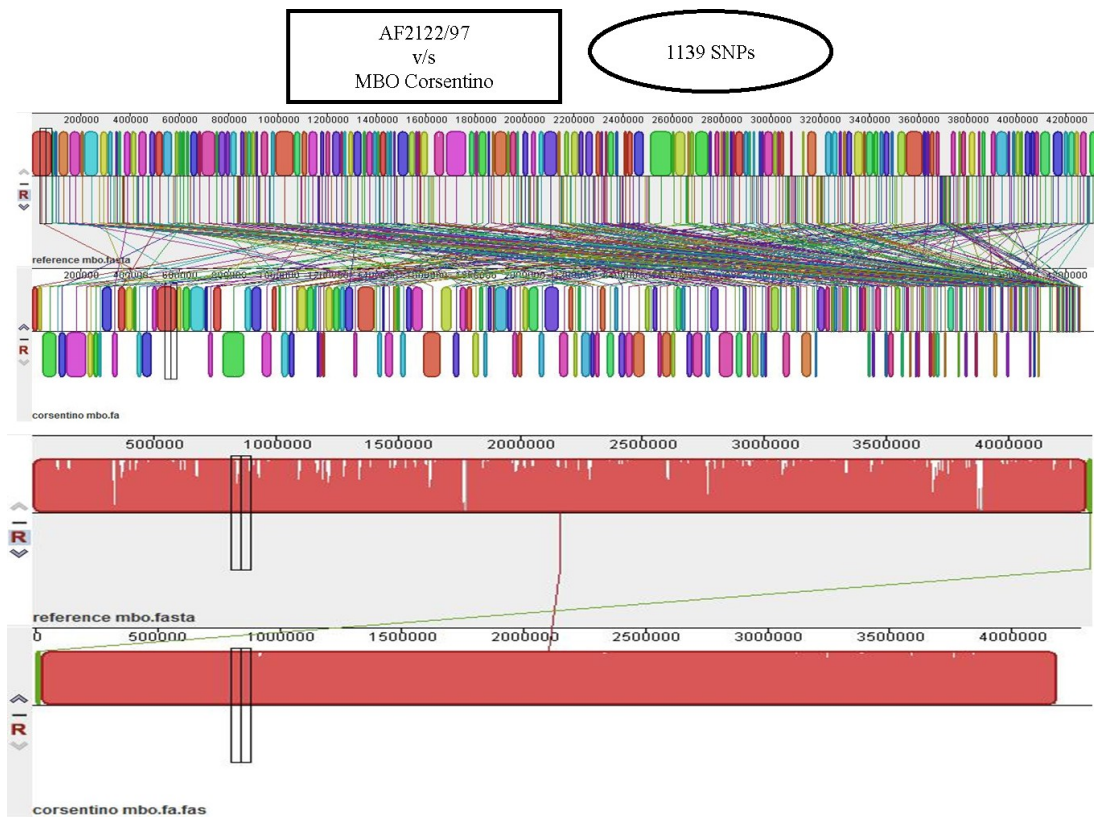 AF2122/97
v/s
MBO Corsentino
1139 SNPs
200000 400000 600000 800000 1000000 1200000 1400000 1600000 1800000 2000000 2200000 2400000 2600000 2800000 3000000 3200000 3400000 3600000 3800000 4000000 4200000
R
reference mbo.fasta
200000 400000 600000 800000 1000000
R
corsentino mbo.fa
500000 1000000 1500000 2000000 2500000 3000000 3500000 4000000
R
reference mbo.fasta
0 500000 1000000 1500000 2000000 2500000 3000000 3500000 4000000
R
corsentino mbo.fa.fas